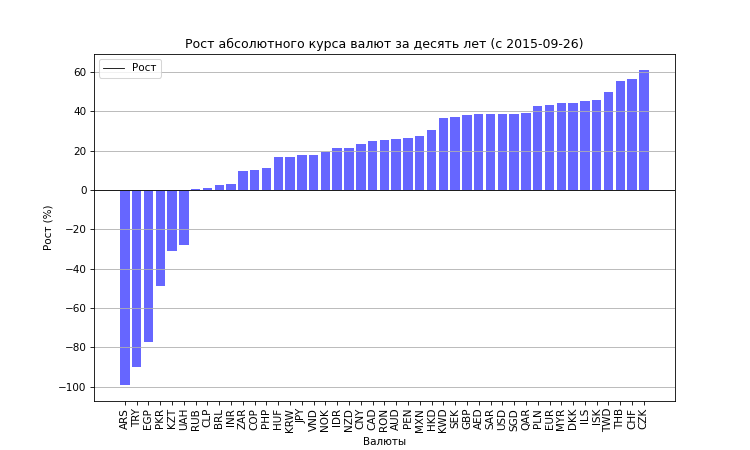 Рост абсолютного курса валют за десять лет (с 2015-09-26)
Рост
60
40
20
0
−20
−40
−60
−80
−100
Рост (%)
ARS TRY EGP PKR KZT UAH RUB CLP BRL INR ZAR COP PHP HUF KRW JPY VND NOK IDR NZD CNY CAD RON AUD PEN MXN HKD KWD SEK GBP AED SAR USD SGD QAR PLN EUR MYR DKK ILS ISK TWD THB CHF CZK
Валюты